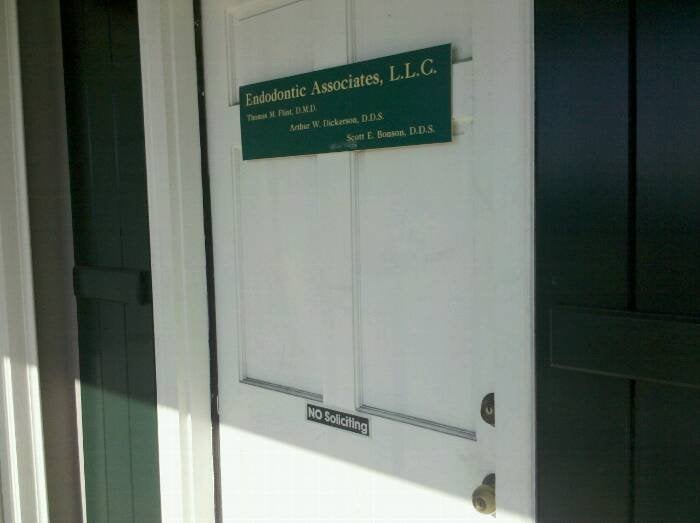 Endodontic Associates, L.L.C.
Thomas M. Flint, D.M.D.
Arthur W. Dickerson, D.D.S.
Scott E. Bonson, D.D.S.
NO Soliciting